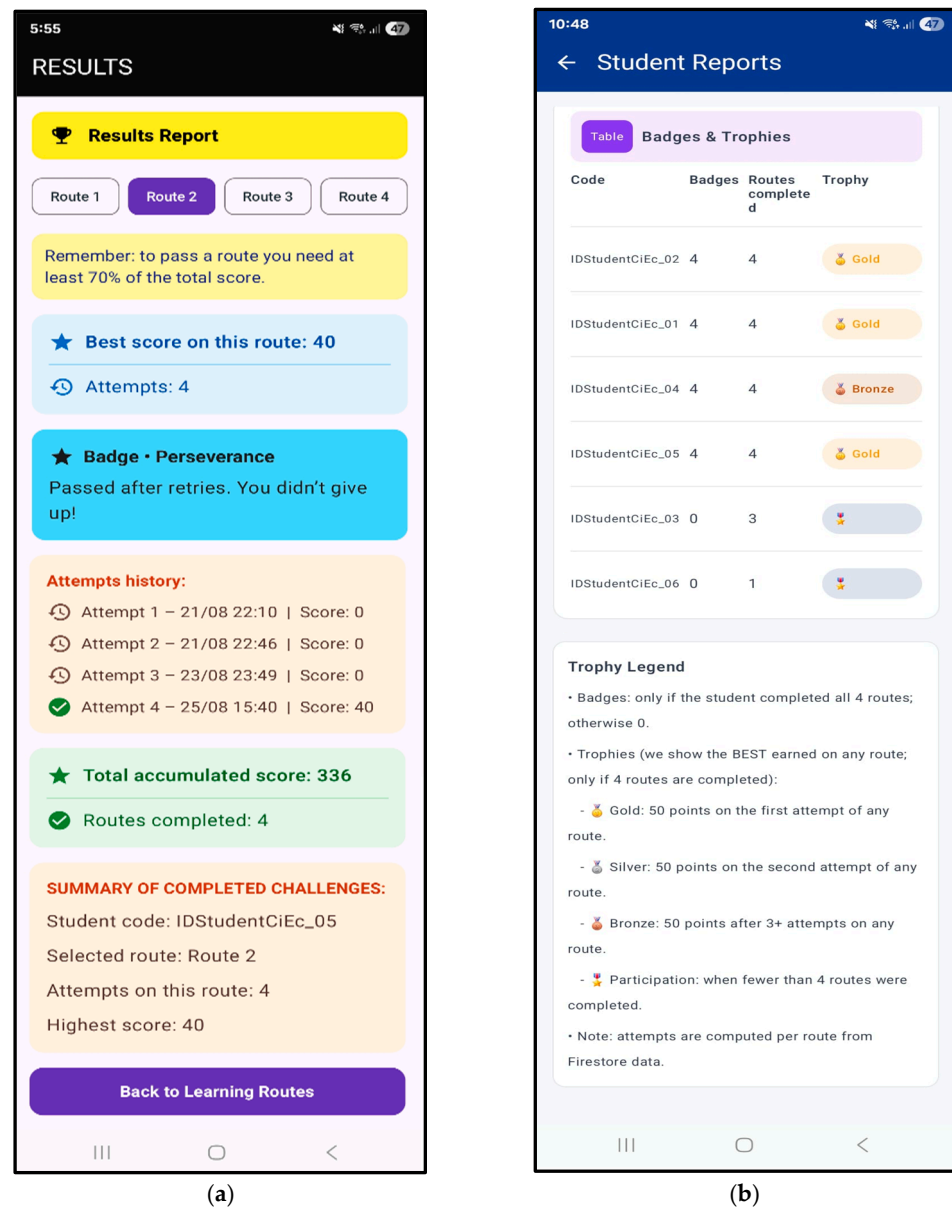 5:55
47
RESULTS
Results Report
Route 1
Route 2
Route 3
Route 4
Remember: to pass a route you need at
least 70% of the total score.
Best score on this route: 40
Attempts: 4
Badge • Perseverance
Passed after retries. You didn’t give
up!
Attempts history:
Attempt 1 – 21/08 22:10 | Score: 0
Attempt 2 – 21/08 22:46 | Score: 0
Attempt 3 – 23/08 23:49 | Score: 0
Attempt 4 – 25/08 15:40 | Score: 40
Total accumulated score: 336
Routes completed: 4
SUMMARY OF COMPLETED CHALLENGES:
Student code: IDStudentCiEc_05
Selected route: Route 2
Attempts on this route: 4
Highest score: 40
Back to Learning Routes
(a)
10:48
47
Student Reports
Table Badges & Trophies
Code Badges Routes Trophy
complete
d
IDStudentCiEc_02 4 4 Gold
IDStudentCiEc_01 4 4 Gold
IDStudentCiEc_04 4 4 Bronze
IDStudentCiEc_05 4 4 Gold
IDStudentCiEc_03 0 3
IDStudentCiEc_06 0 1
Trophy Legend
• Badges: only if the student completed all 4 routes;
otherwise 0.
• Trophies (we show the BEST earned on any route;
only if 4 routes are completed):
- 🥇 Gold: 50 points on the first attempt of any
route.
- 🥈 Silver: 50 points on the second attempt of any
route.
- 🥉 Bronze: 50 points after 3+ attempts on any
route.
- 🎖 Participation: when fewer than 4 routes were
completed.
• Note: attempts are computed per route from
Firestore data.
(b)